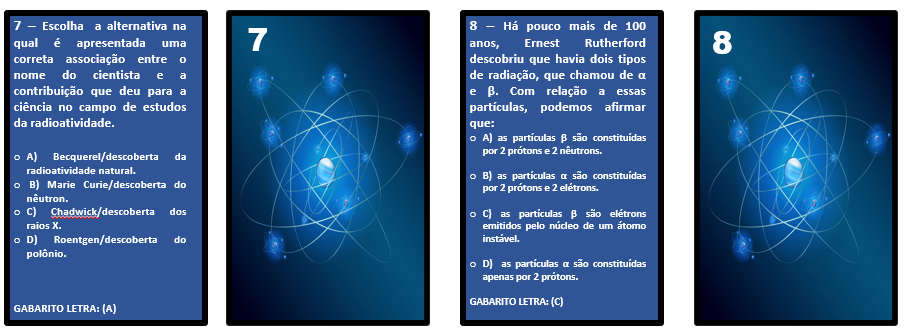 7 – Escolha a alternativa na
qual é apresentada uma
correta associação entre o
nome do cientista e a
contribuição que deu para a
ciência no campo de estudos
da radioatividade.
o A) Becquerel/descoberta da
radioatividade natural.
o B) Marie Curie/descoberta do
nêutron.
o C) Chadwick/descoberta dos
raios X.
o D) Roentgen/descoberta do
polônio.
GABARITO LETRA: (A)
7
8 – Há pouco mais de 100
anos, Ernest Rutherford
descobriu que havia dois tipos
de radiação, que chamou de α
e β. Com relação a essas
partículas, podemos afirmar
que:
o A) as partículas β são constituídas
por 2 prótons e 2 nêutrons.
o B) as partículas α são constituídas
por 2 prótons e 2 elétrons.
o C) as partículas β são elétrons
emitidos pelo núcleo de um átomo
instável.
o D) as partículas α são constituídas
apenas por 2 prótons.
GABARITO LETRA: (C)
8